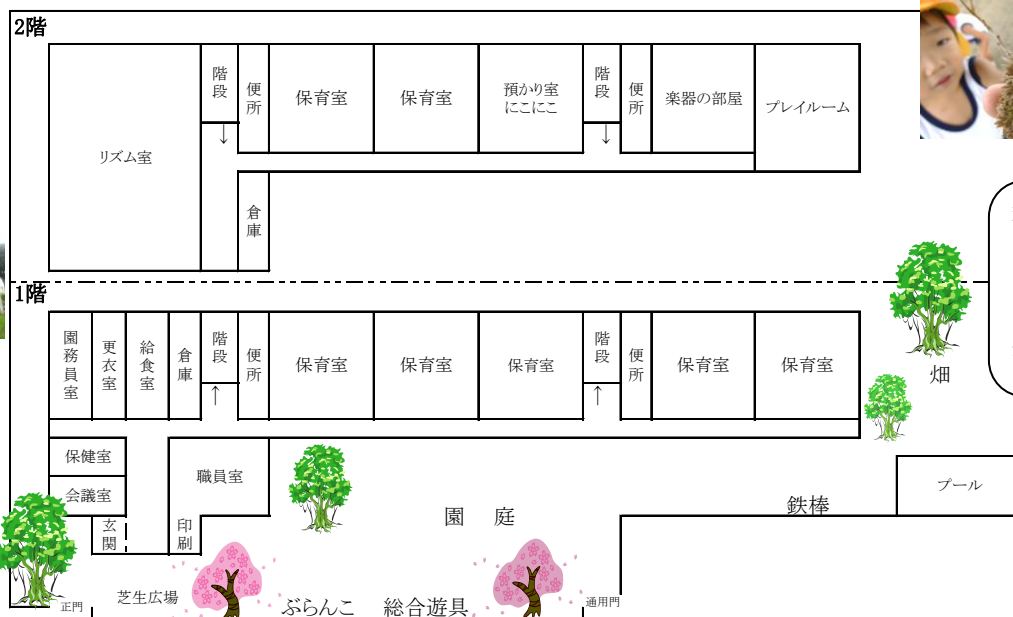 2階
階段
便所
保育室
保育室
預かり室
にこにこ
階段
便所
楽器の部屋
プレイルーム
リズム室
↓
↓
倉庫
1階
園務員室
更衣室
給食室
倉庫
階段
便所
保育室
保育室
保育室
階段
便所
保育室
保育室
↑
↑
畑
保健室
会議室
職員室
玄関
印刷
園 庭
鉄棒
プール
正門
芝生広場
ぶらんこ
総合遊具
通用門